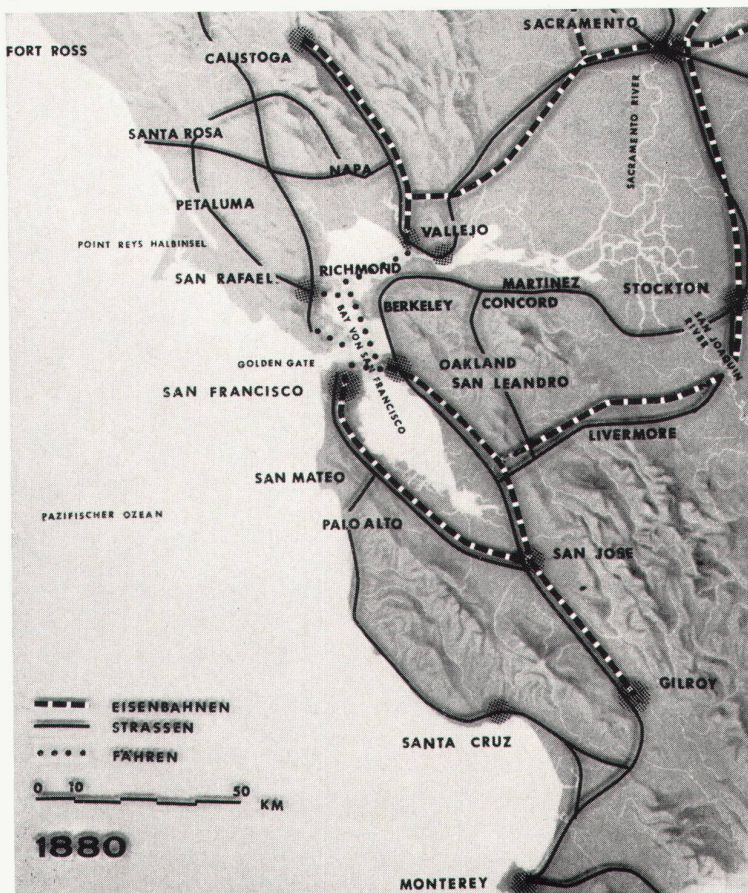 SACRAMENTO
FORT ROSS
CALISTOGA
SACRAMENTO RIVER
SANTA ROSA
NAPA
PETALUMA
VALLEJO
POINT REYS HALBINSEL
RICHMOND
SAN RAFAEL
MARTINEZ
STOCKTON
BERKELEY
CONCORD
BAY VON SAN FRANCISCO
SAN JOAQUIN
RIVER
GOLDEN GATE
OAKLAND
SAN FRANCISCO
SAN LEANDRO
LIVERMORE
SAN MATEO
PAZIFISCHER OZEAN
PALO ALTO
SAN JOSE
GILROY
EISENBAHNEN
STRASSEN
SANTA CRUZ
FÄHREN
0 10 50
KM
1880
MONTEREY